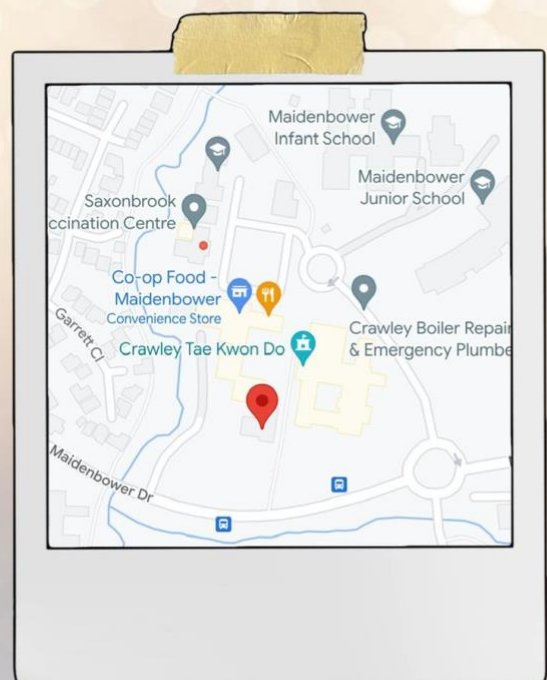 Maidenbower
Infant School
Maidenbower
Junior School
Saxonbrook
ccination Centre
Co-op Food -
Maidenbower
Convenience Store
Crawley Boiler Repair
& Emergency Plumbe
Crawley Tae Kwon Do
Garrett Cl
Maidenbower Dr